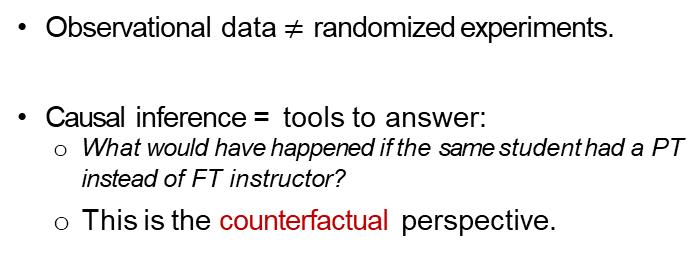 • Observational data ≠ randomized experiments.
• Causal inference = tools to answer:
o What would have happened if the same student had a PT
instead of FT instructor?
o This is the counterfactual perspective.